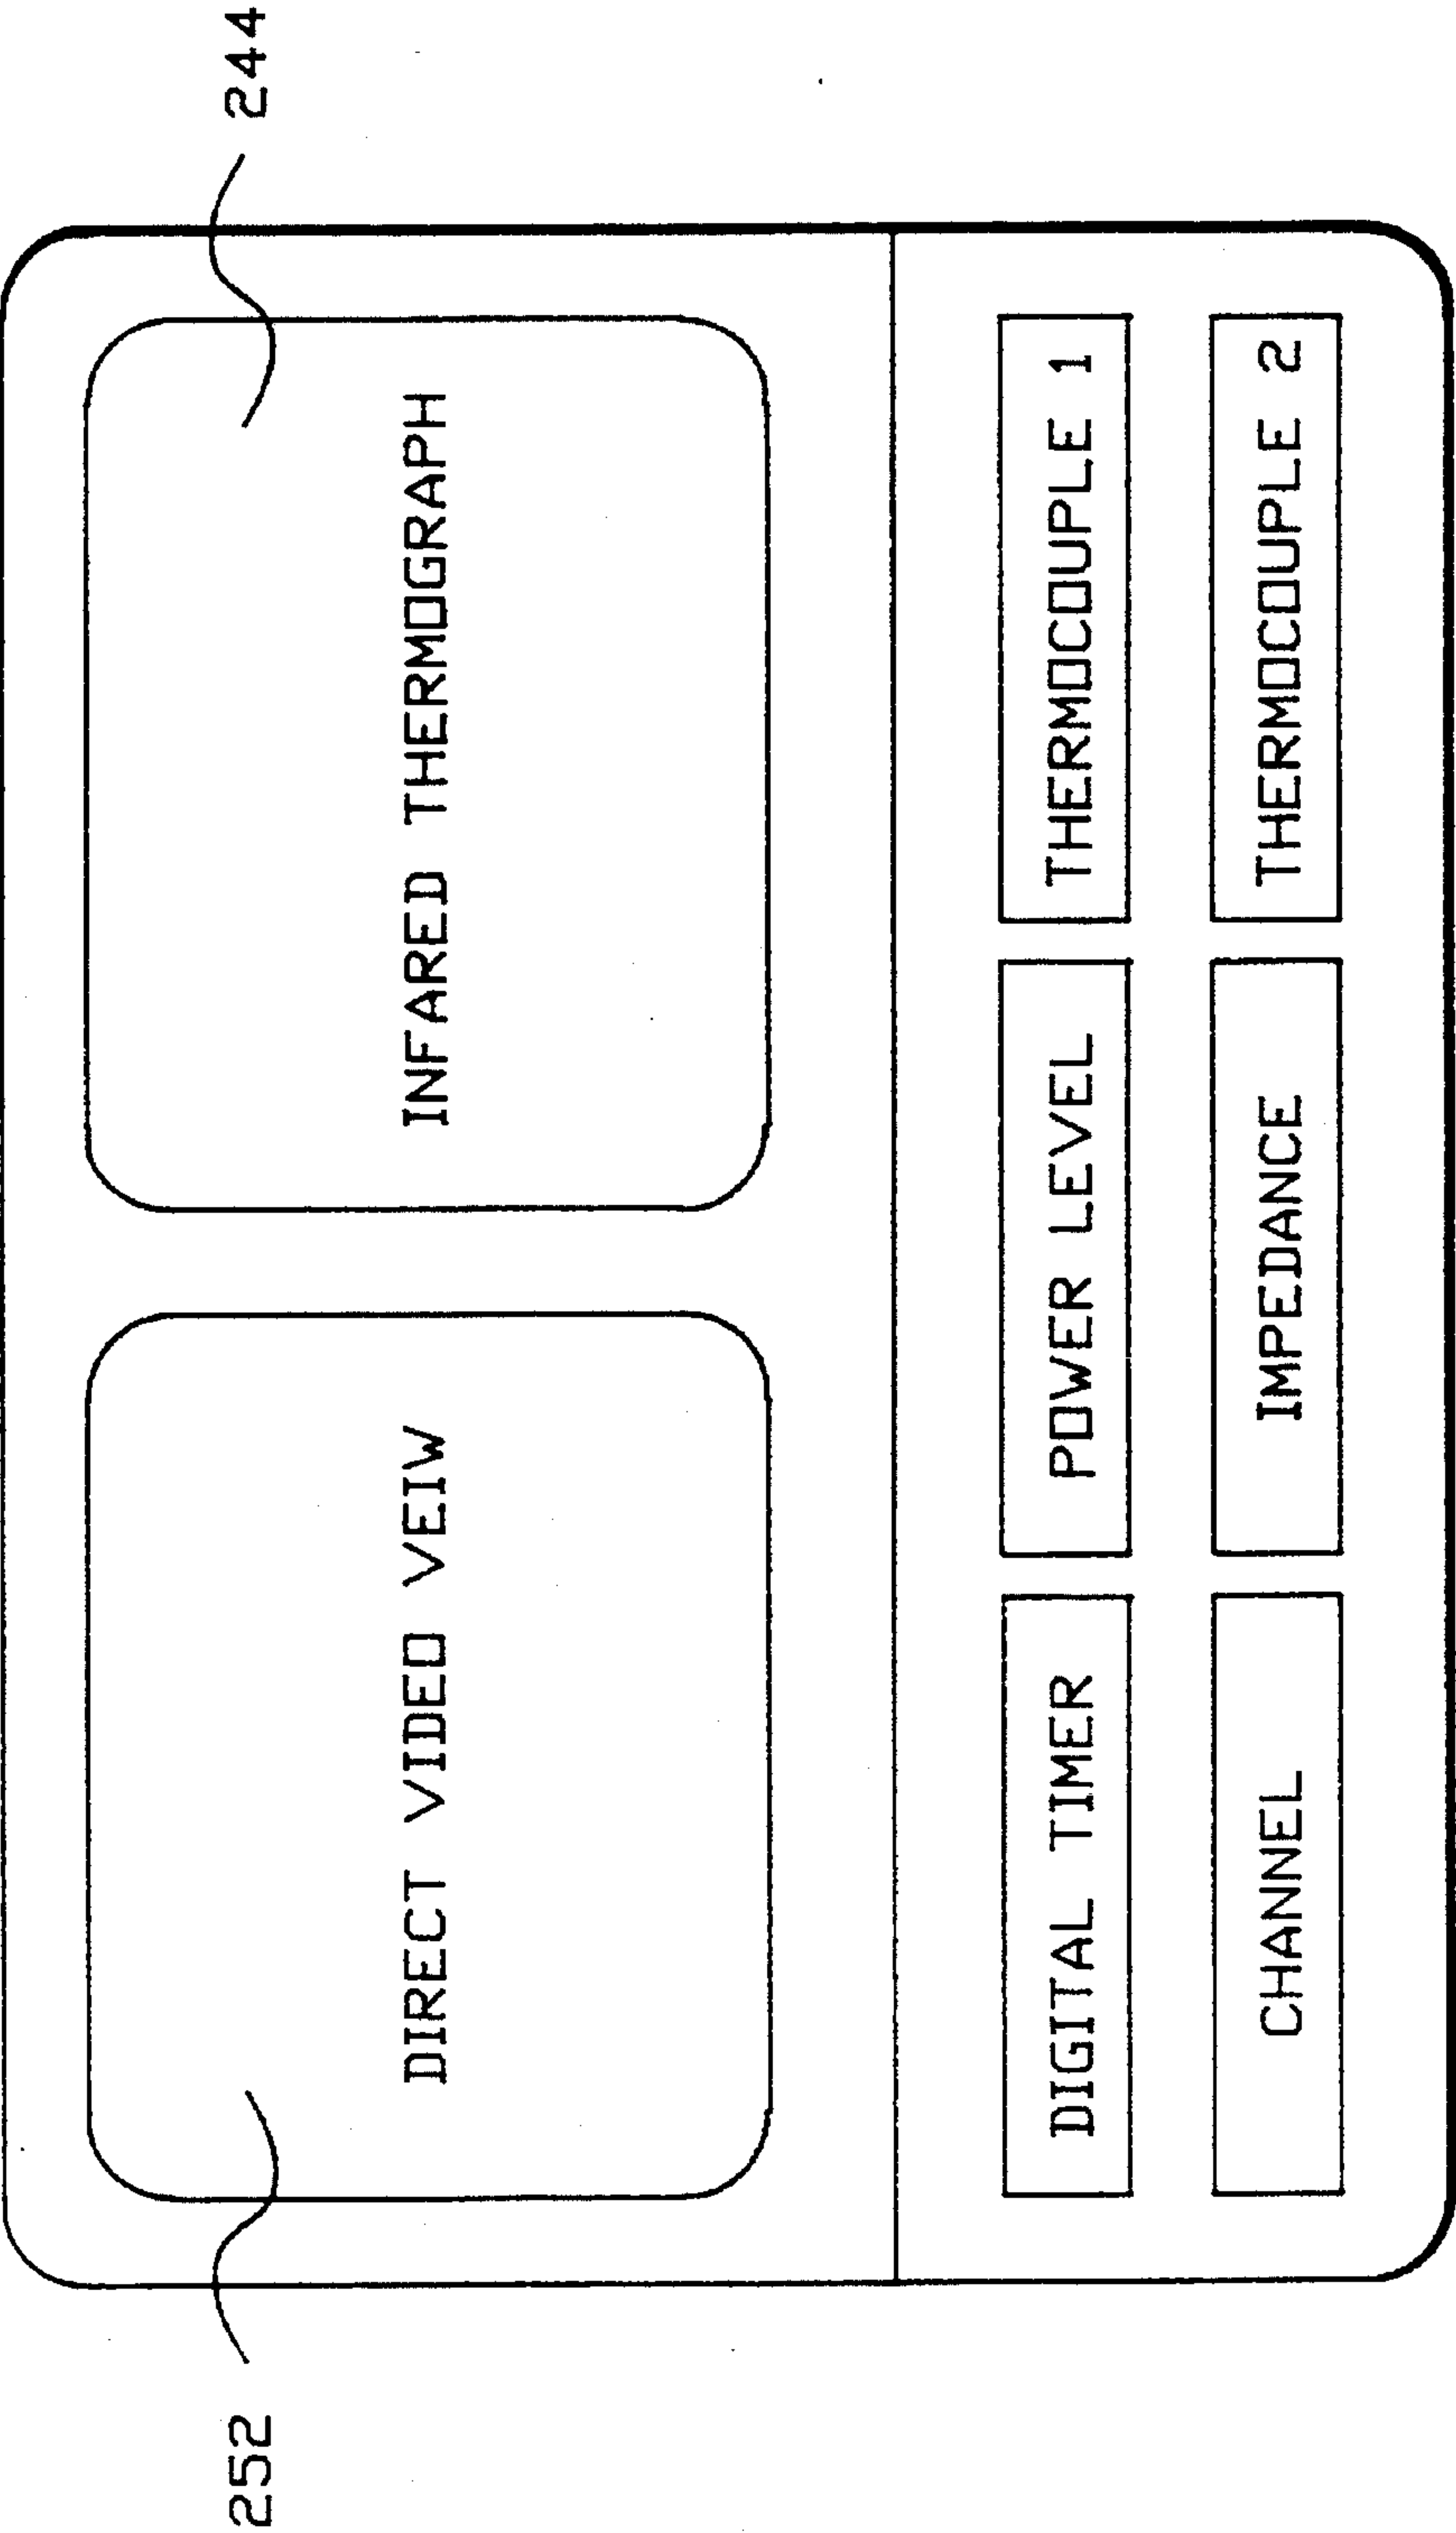 252
244
DIRECT VIDEO VEIW
INFARED THERMOGRAPH
DIGITAL TIMER
POWER LEVEL
THERMOCOUPLE 1
CHANNEL
IMPEDANCE
THERMOCOUPLE 2